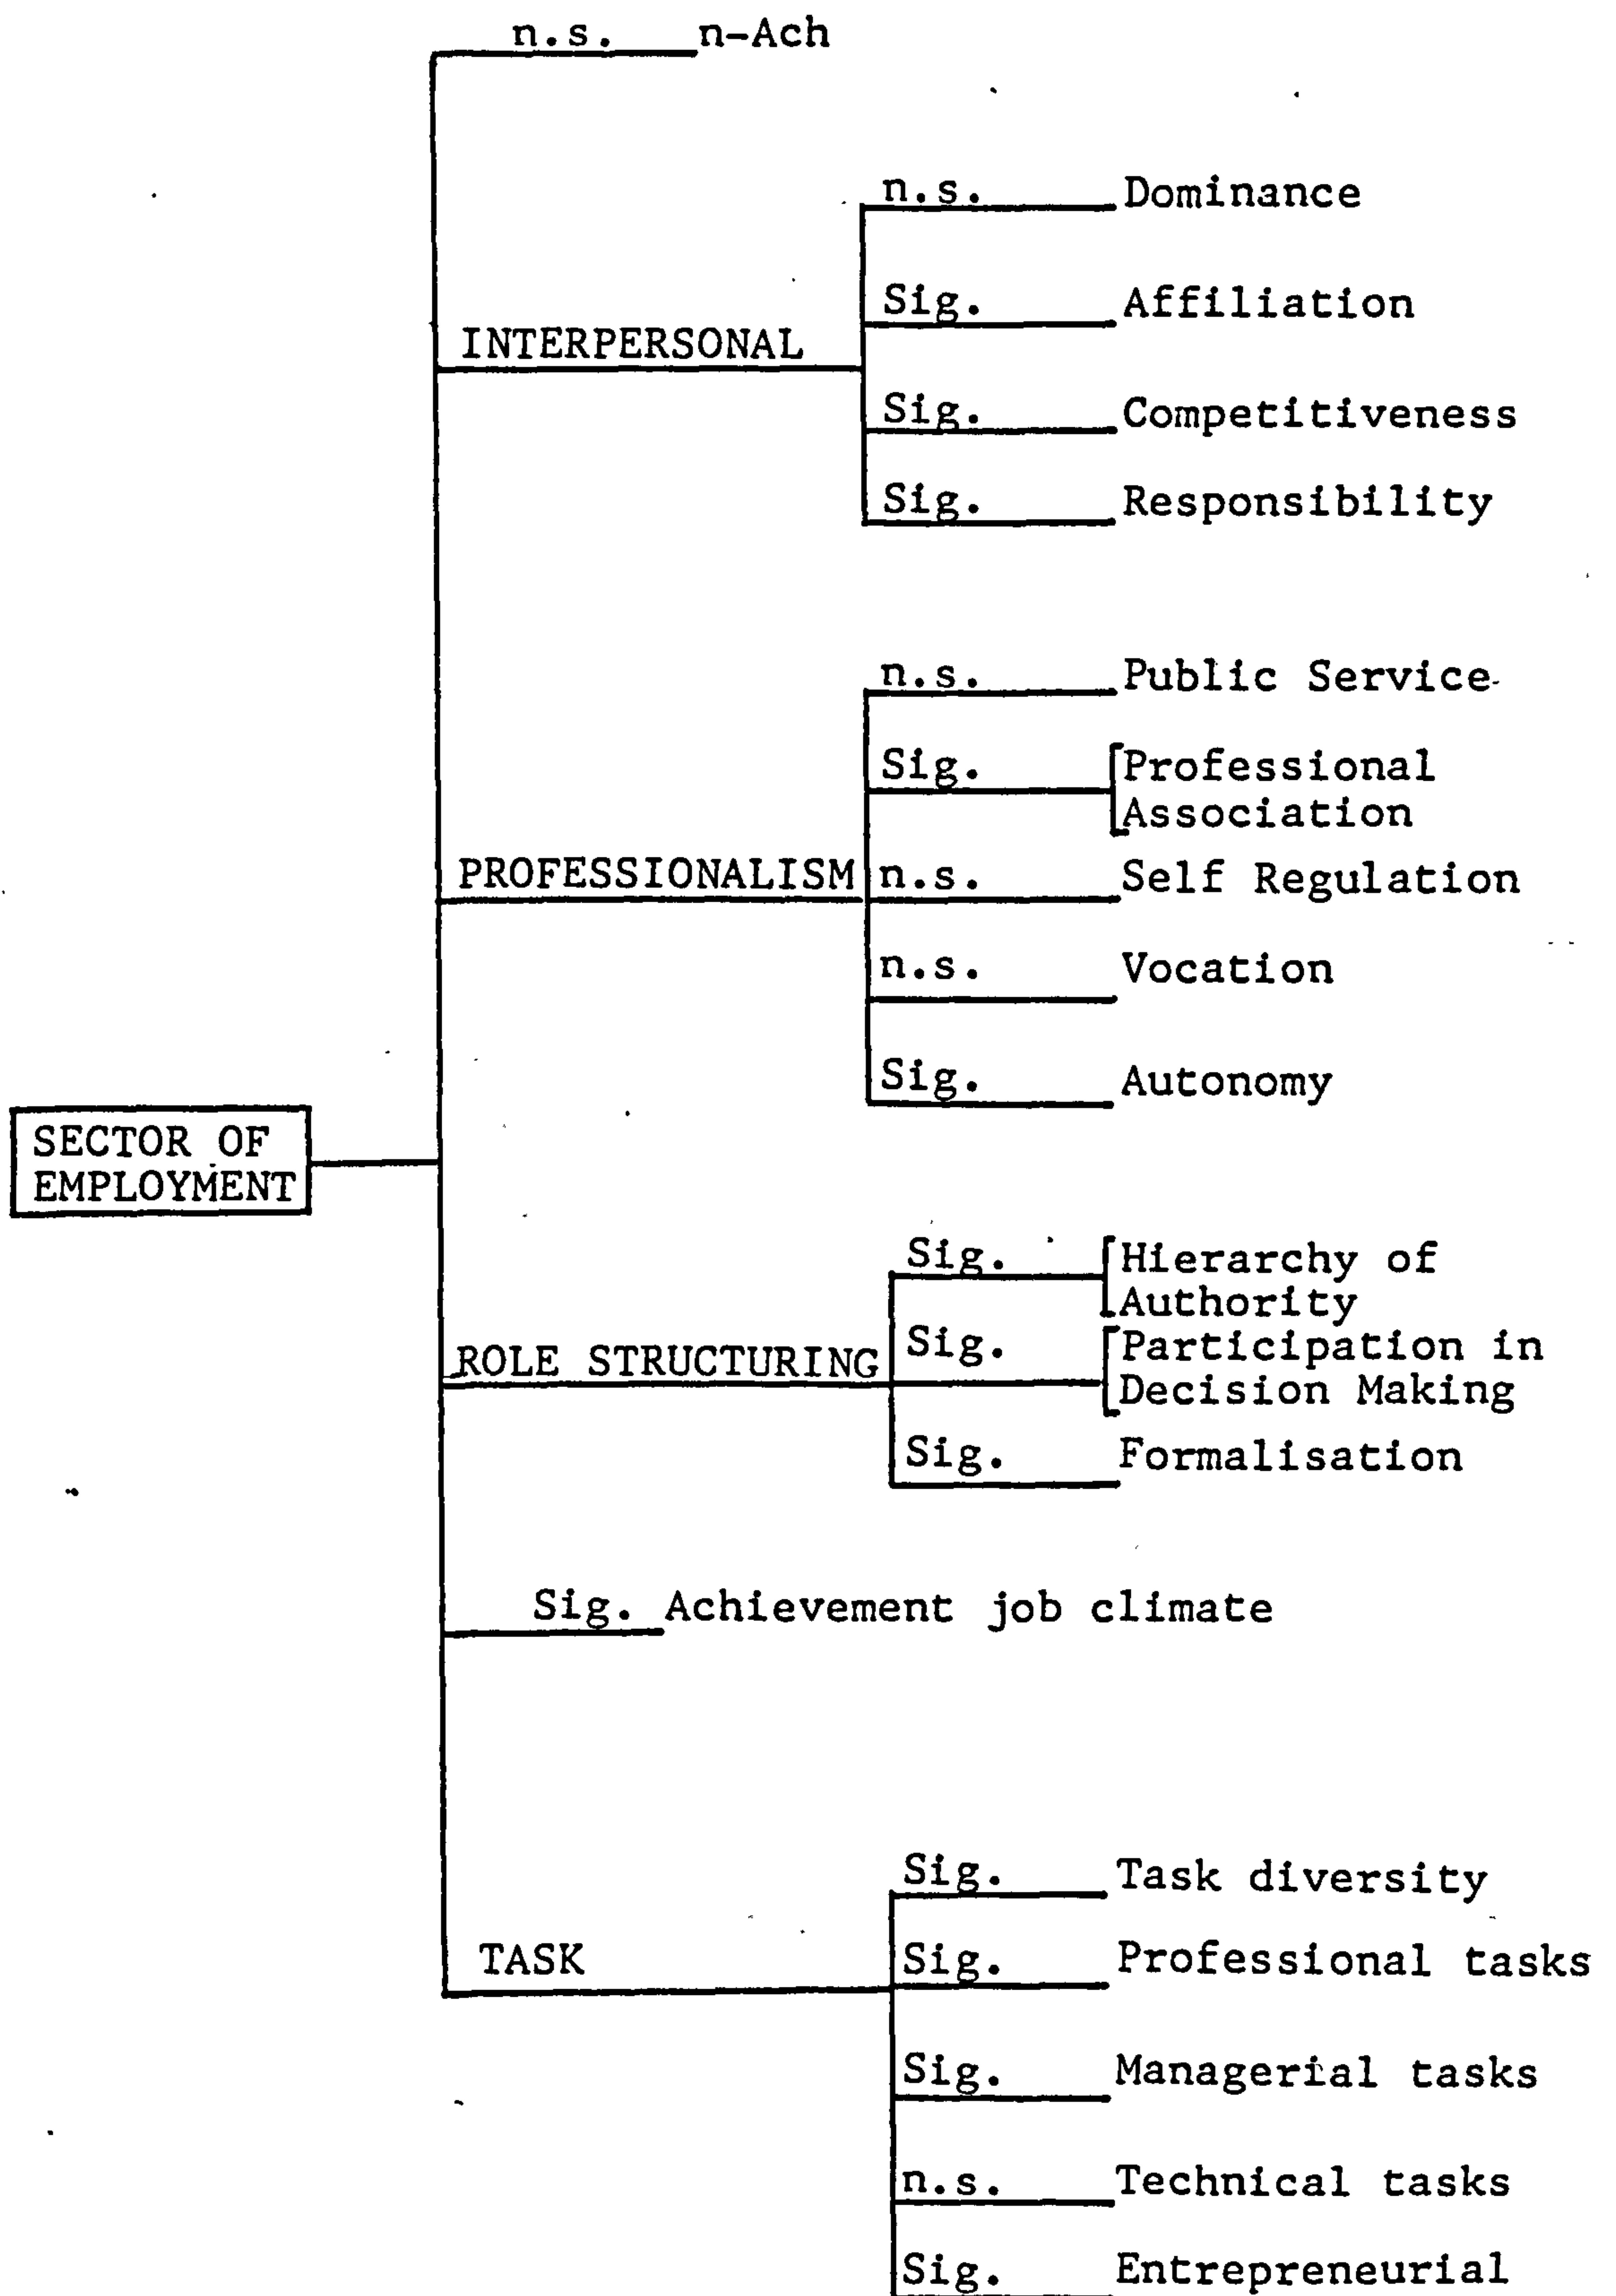 n.s. n-Ach
n.s. Dominance
Sig. Affiliation
INTERPERSONAL
Sig. Competitiveness
Sig. Responsibility
n.s. Public Service
Sig. Professional
Association
PROFESSIONALISM n.s. Self Regulation
n.s. Vocation
Sig. Autonomy
SECTOR OF
EMPLOYMENT
Sig. Hierarchy of
Authority
Sig. Participation in
ROLE STRUCTURING
Decision Making
Sig. Formalisation
Sig. Achievement job climate
Sig. Task diversity
TASK
Sig. Professional tasks
Sig. Managerial tasks
n.s. Technical tasks
Sig. Entrepreneurial